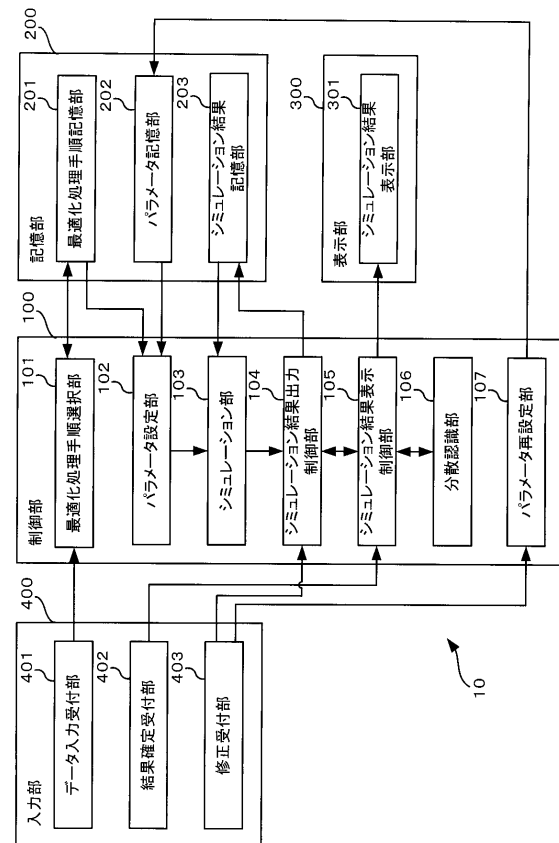 10
400
入力部
401
データ入力受付部
402
結果確定受付部
403
修正受付部
100
制御部
101
最適化処理手順選択部
102
パラメータ設定部
103
シミュレーション部
104
シミュレーション結果出力
制御部
105
シミュレーション結果表示
制御部
106
分散認識部
107
パラメータ再設定部
200
記憶部
201
最適化処理手順記憶部
202
パラメータ記憶部
203
シミュレーション結果
記憶部
300
表示部
301
シミュレーション結果
表示部